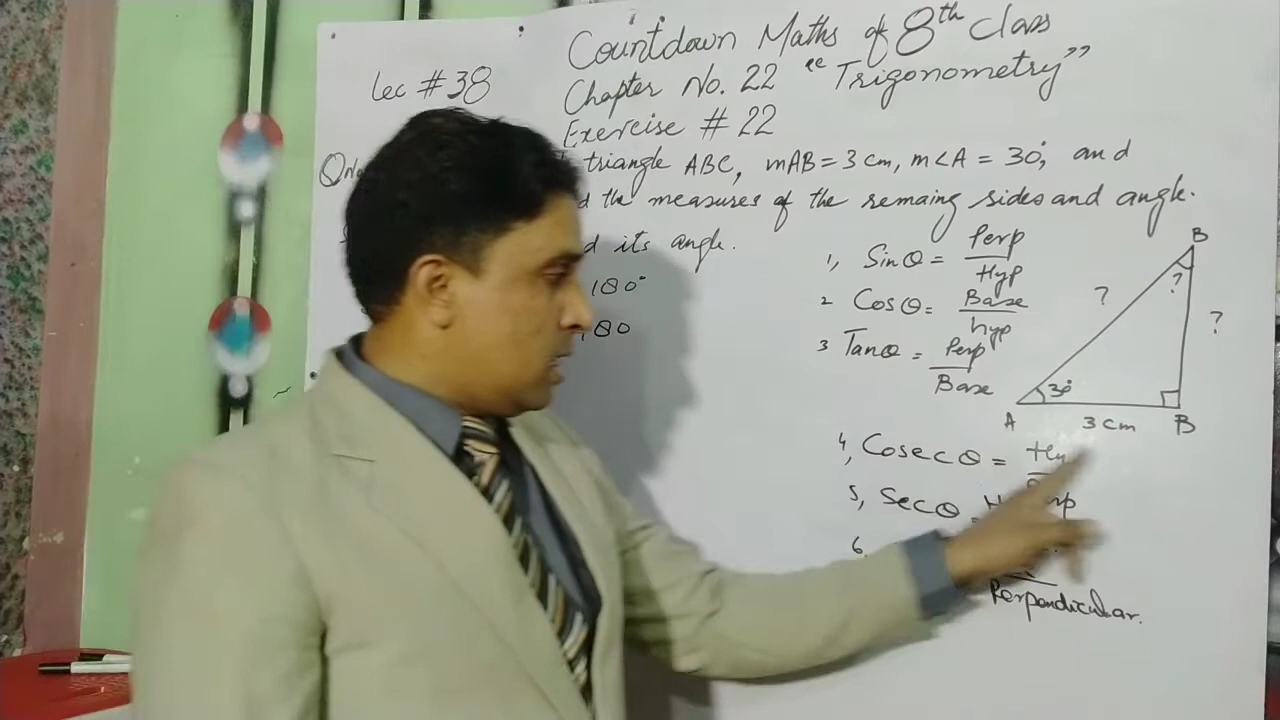 Countdown Maths of 8th Class
Lec # 38
Chapter No. 22 "Trigonometry"
Exercise # 22
triangle ABC, mAB = 3 cm, m<A = 30°, and
the measures of the remaing sides and angle.
its angle.
180°
180
1, Sinθ = Perp / Hyp
2 Cosθ = Base / hyp
3 Tanθ = Perp / Base
4, Cosecθ =
5, Secθ =
6.
Perpendicular.
B
?
?
?
30°
A
3 cm
B